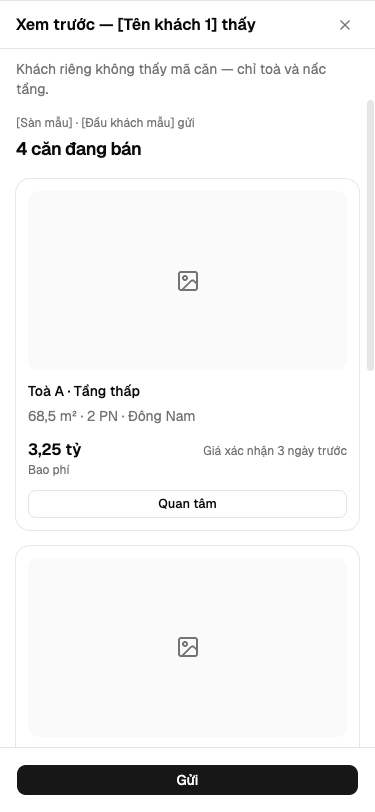 Xem trước — [Tên khách 1] thấy
Khách riêng không thấy mã căn — chỉ toà và nấc
tầng.
[Sàn mẫu] · [Đầu khách mẫu] gửi
4 căn đang bán
Toà A · Tầng thấp
68,5 m² · 2 PN · Đông Nam
3,25 tỷ
Giá xác nhận 3 ngày trước
Bao phí
Quan tâm
Gửi